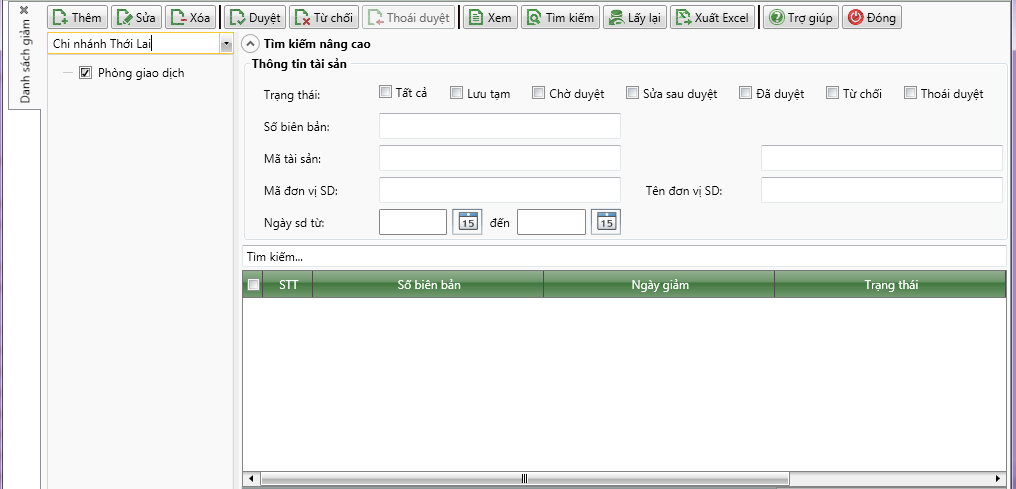 Danh sách giảm
Thêm Sửa Xóa Duyệt Từ chối Thoái duyệt Xem Tìm kiếm Lấy lại Xuất Excel Trợ giúp Đóng
Chi nhánh Thới Lai
Phòng giao dịch
Tìm kiếm nâng cao
Thông tin tài sản
Trạng thái: Tất cả Lưu tạm Chờ duyệt Sửa sau duyệt Đã duyệt Từ chối Thoái duyệt
Số biên bản:
Mã tài sản:
Mã đơn vị SD: Tên đơn vị SD:
Ngày sd từ: 15 đến 15
Tìm kiếm...
STT Số biên bản Ngày giảm Trạng thái